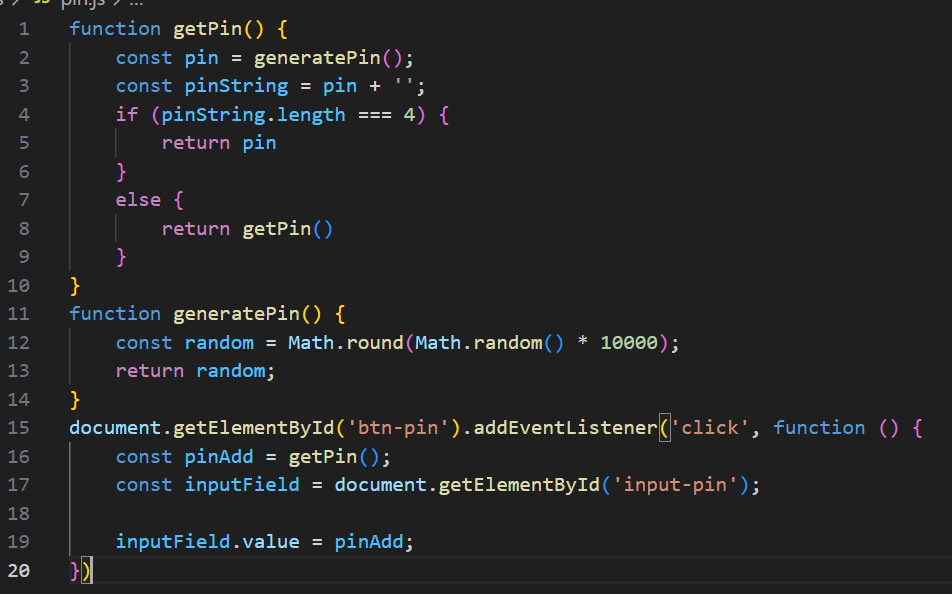 JS pin.js > ...
1 function getPin() {
2     const pin = generatePin();
3     const pinString = pin + '';
4     if (pinString.length === 4) {
5         return pin
6     }
7     else {
8         return getPin()
9     }
10 }
11 function generatePin() {
12     const random = Math.round(Math.random() * 10000);
13     return random;
14 }
15 document.getElementById('btn-pin').addEventListener('click', function () {
16     const pinAdd = getPin();
17     const inputField = document.getElementById('input-pin');
18
19     inputField.value = pinAdd;
20 })